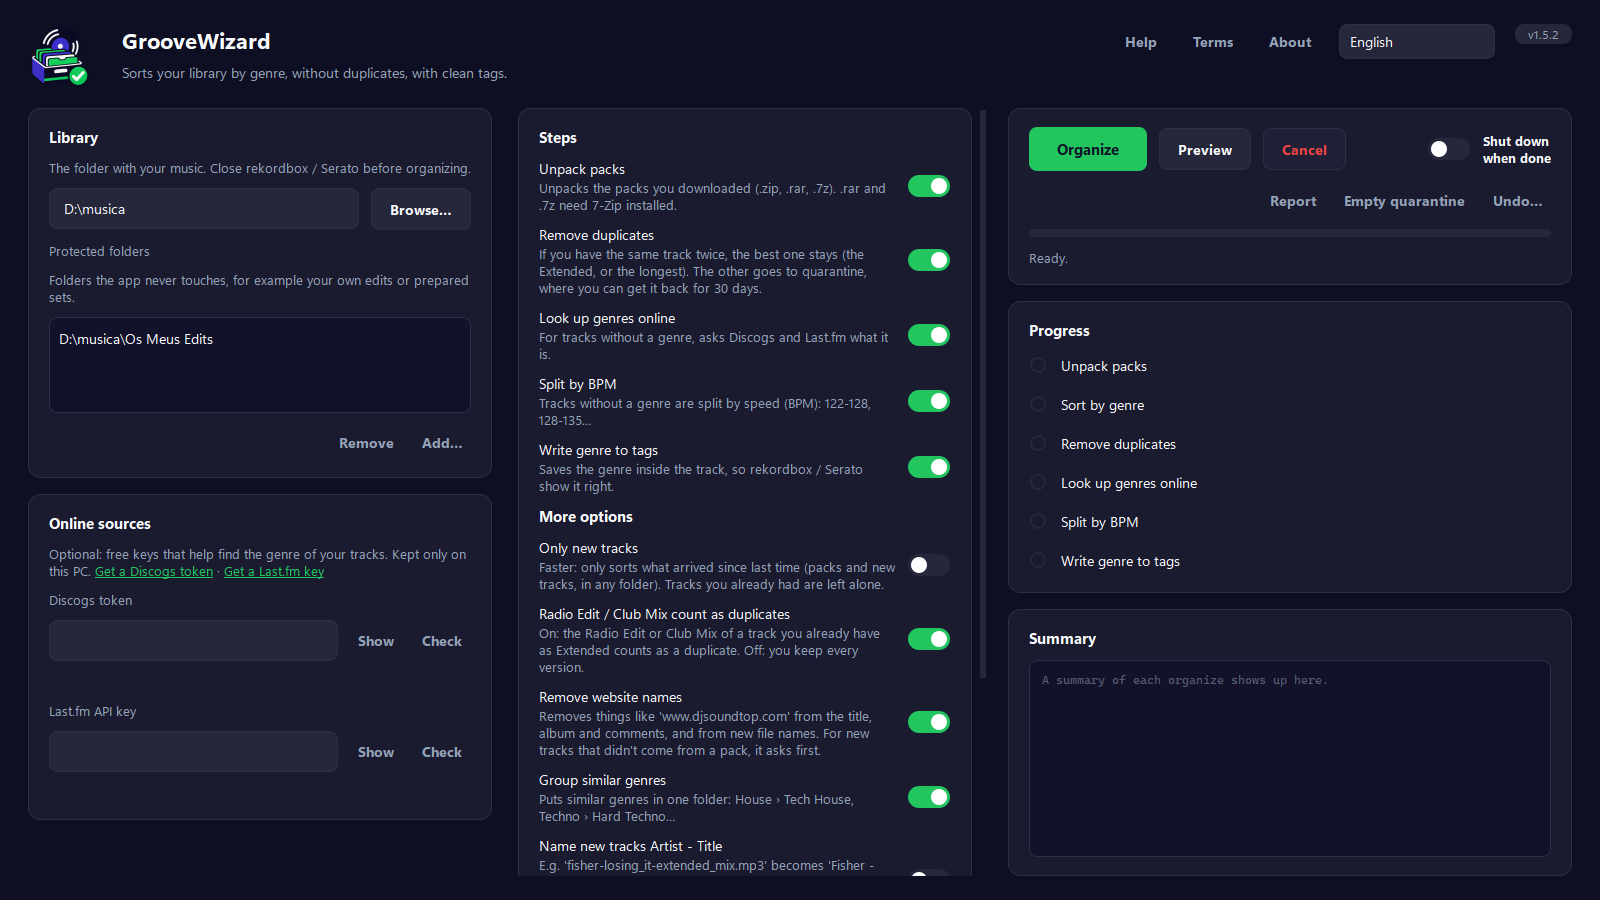 GrooveWizard
Sorts your library by genre, without duplicates, with clean tags.
Help
Terms
About
English
v1.5.2
Library
The folder with your music. Close rekordbox / Serato before organizing.
D:\musica
Browse...
Protected folders
Folders the app never touches, for example your own edits or prepared
sets.
D:\musica\Os Meus Edits
Remove
Add...
Online sources
Optional: free keys that help find the genre of your tracks. Kept only on
this PC. Get a Discogs token · Get a Last.fm key
Discogs token
Show
Check
Last.fm API key
Show
Check
Steps
Unpack packs
Unpacks the packs you downloaded (.zip, .rar, .7z). .rar and
.7z need 7-Zip installed.
Remove duplicates
If you have the same track twice, the best one stays (the
Extended, or the longest). The other goes to quarantine,
where you can get it back for 30 days.
Look up genres online
For tracks without a genre, asks Discogs and Last.fm what it
is.
Split by BPM
Tracks without a genre are split by speed (BPM): 122-128,
128-135...
Write genre to tags
Saves the genre inside the track, so rekordbox / Serato
show it right.
More options
Only new tracks
Faster: only sorts what arrived since last time (packs and new
tracks, in any folder). Tracks you already had are left alone.
Radio Edit / Club Mix count as duplicates
On: the Radio Edit or Club Mix of a track you already have
as Extended counts as a duplicate. Off: you keep every
version.
Remove website names
Removes things like 'www.djsoundtop.com' from the title,
album and comments, and from new file names. For new
tracks that didn't come from a pack, it asks first.
Group similar genres
Puts similar genres in one folder: House › Tech House,
Techno › Hard Techno...
Name new tracks Artist - Title
E.g. 'fisher-losing_it-extended_mix.mp3' becomes 'Fisher -
Organize
Preview
Cancel
Shut down
when done
Report
Empty quarantine
Undo...
Ready.
Progress
Unpack packs
Sort by genre
Remove duplicates
Look up genres online
Split by BPM
Write genre to tags
Summary
A summary of each organize shows up here.